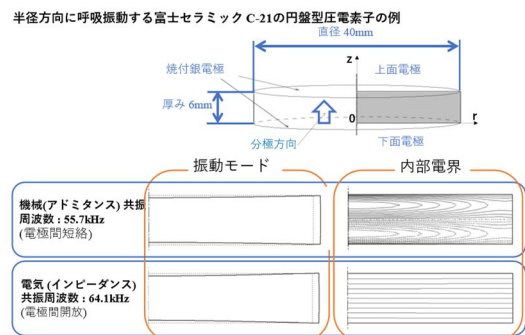 半径方向に呼吸振動する富士セラミック C-21の円盤型圧電素子の例
直径 40mm
焼付銀電極
z
上面電極
厚み 6mm
0
r
分極方向
下面電極
振動モード
内部電界
機械(アドミタンス) 共振
周波数 : 55.7kHz
(電極間短絡)
電気 (インピーダンス)
共振周波数 : 64.1kHz
(電極間開放)